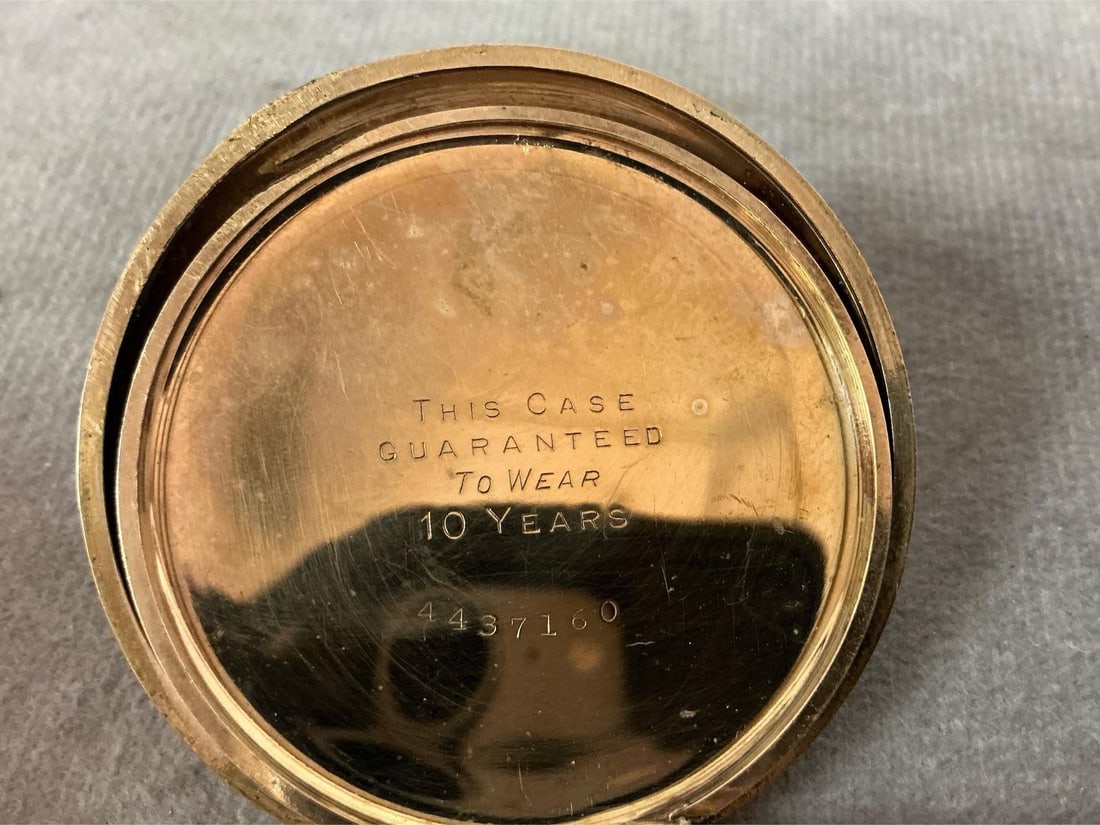 THIS CASE
GUARANTEED
TO WEAR
10 YEARS
4437160